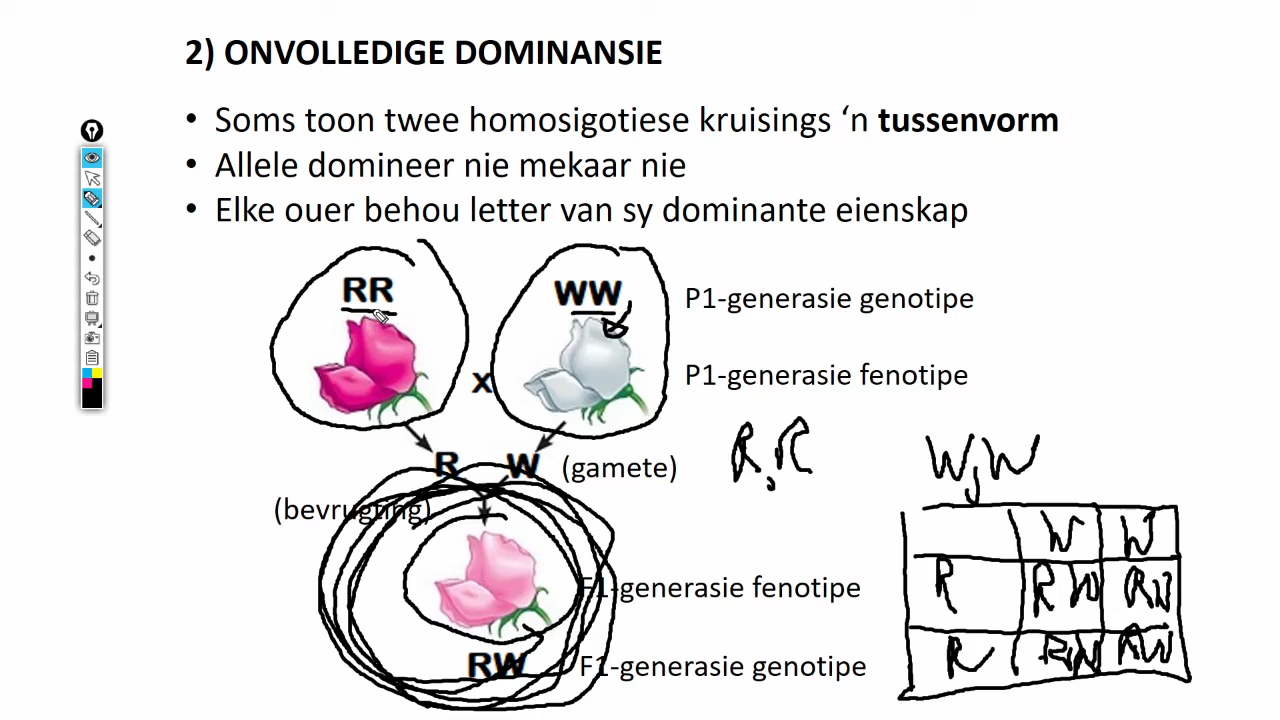 2) ONVOLLEDIGE DOMINANSIE
• Soms toon twee homosigotiese kruisings ‘n tussenvorm
• Allele domineer nie mekaar nie
• Elke ouer behou letter van sy dominante eienskap
RR WW P1-generasie genotipe
x P1-generasie fenotipe
R W (gamete) R, R W, W
(bevrugting)
W W
F1-generasie fenotipe R RW RW
RW F1-generasie genotipe R RW RW